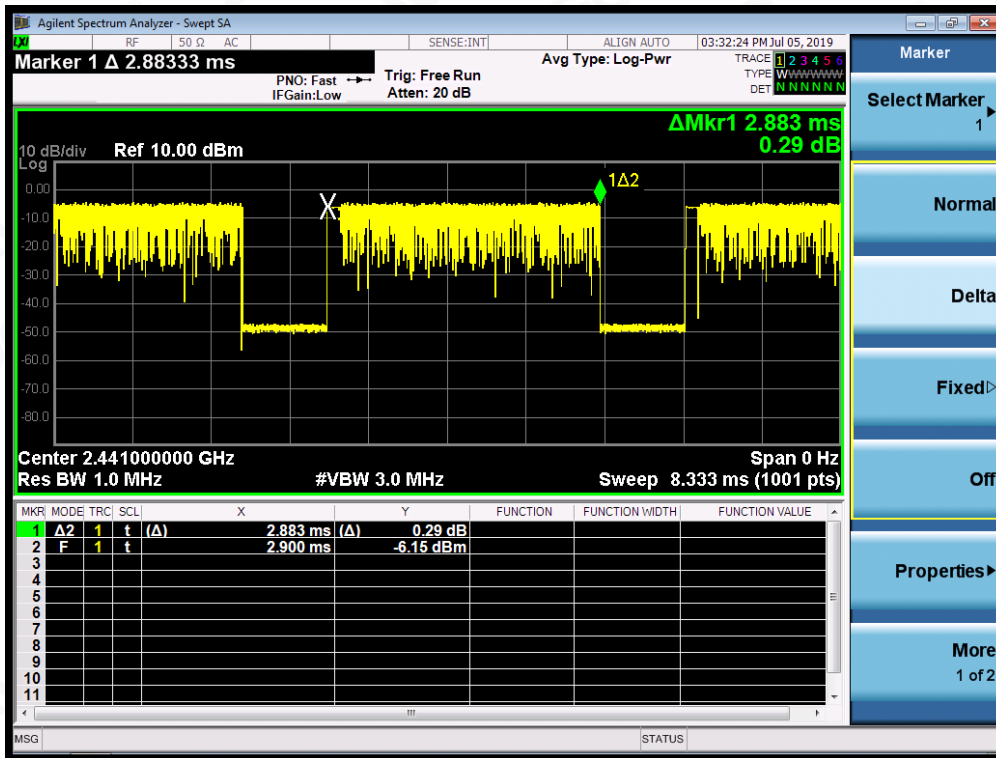 Agilent Spectrum Analyzer - Swept SA
LXI RF 50 Ω AC SENSE:INT ALIGN AUTO 03:32:24 PM Jul 05, 2019
Marker 1 Δ 2.88333 ms
PNO: Fast
IFGain:Low
Trig: Free Run
Atten: 20 dB
Avg Type: Log-Pwr
TRACE 1 2 3 4 5 6
TYPE WWWWWWW
DET N N N N N N
ΔMkr1 2.883 ms
0.29 dB
10 dB/div Ref 10.00 dBm
Log
0.00
-10.0
-20.0
-30.0
-40.0
-50.0
-60.0
-70.0
-80.0
1Δ2
Center 2.441000000 GHz Span 0 Hz
Res BW 1.0 MHz #VBW 3.0 MHz Sweep 8.333 ms (1001 pts)
MKR MODE TRC SCL X Y FUNCTION FUNCTION WIDTH FUNCTION VALUE
1 Δ2 1 t (Δ) 2.883 ms (Δ) 0.29 dB
2 F 1 t 2.900 ms -6.15 dBm
3
4
5
6
7
8
9
10
11
MSG STATUS
Marker
Select Marker
1
Normal
Delta
Fixed
Off
Properties
More
1 of 2